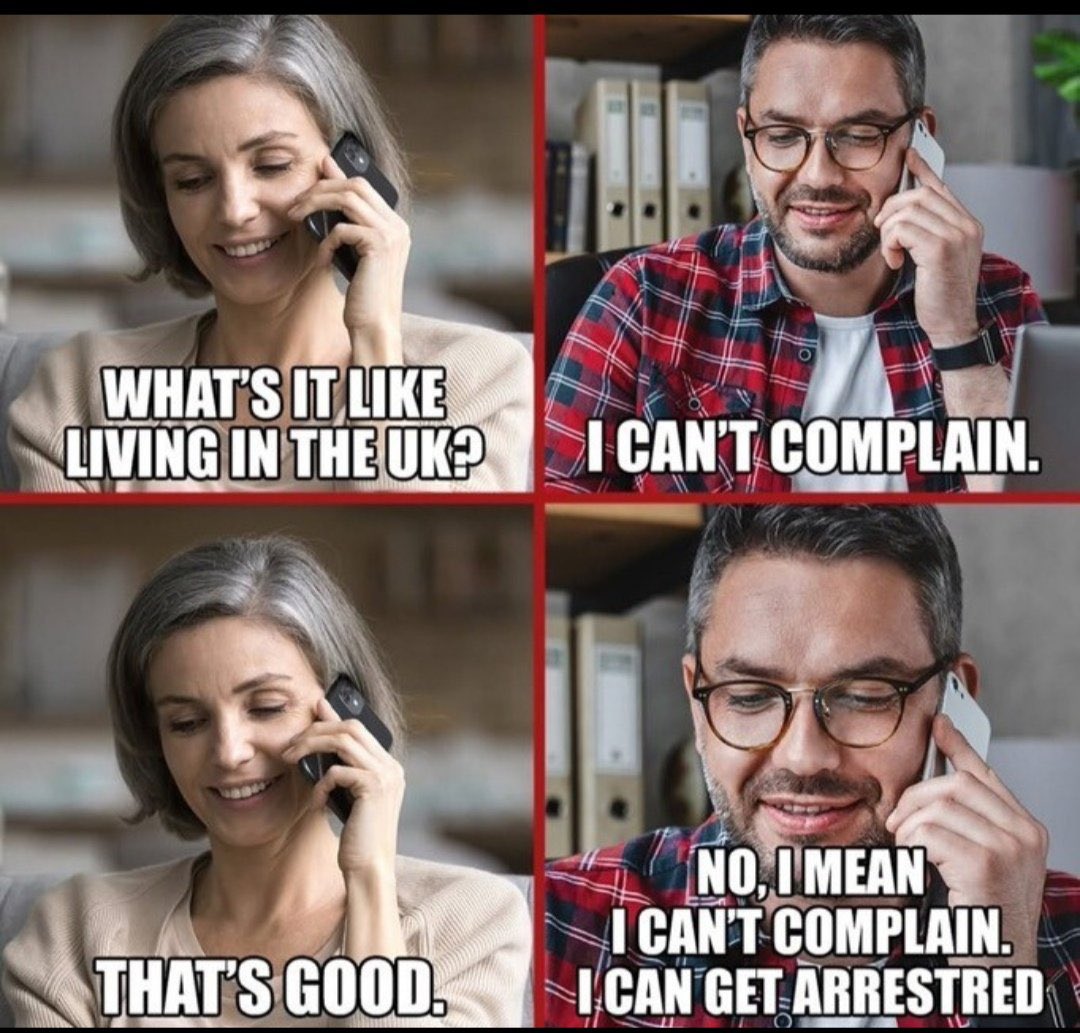 WHAT'S IT LIKE
LIVING IN THE UK?
I CAN'T COMPLAIN.
THAT'S GOOD.
NO, I MEAN
I CAN'T COMPLAIN.
I CAN GET ARRESTRED